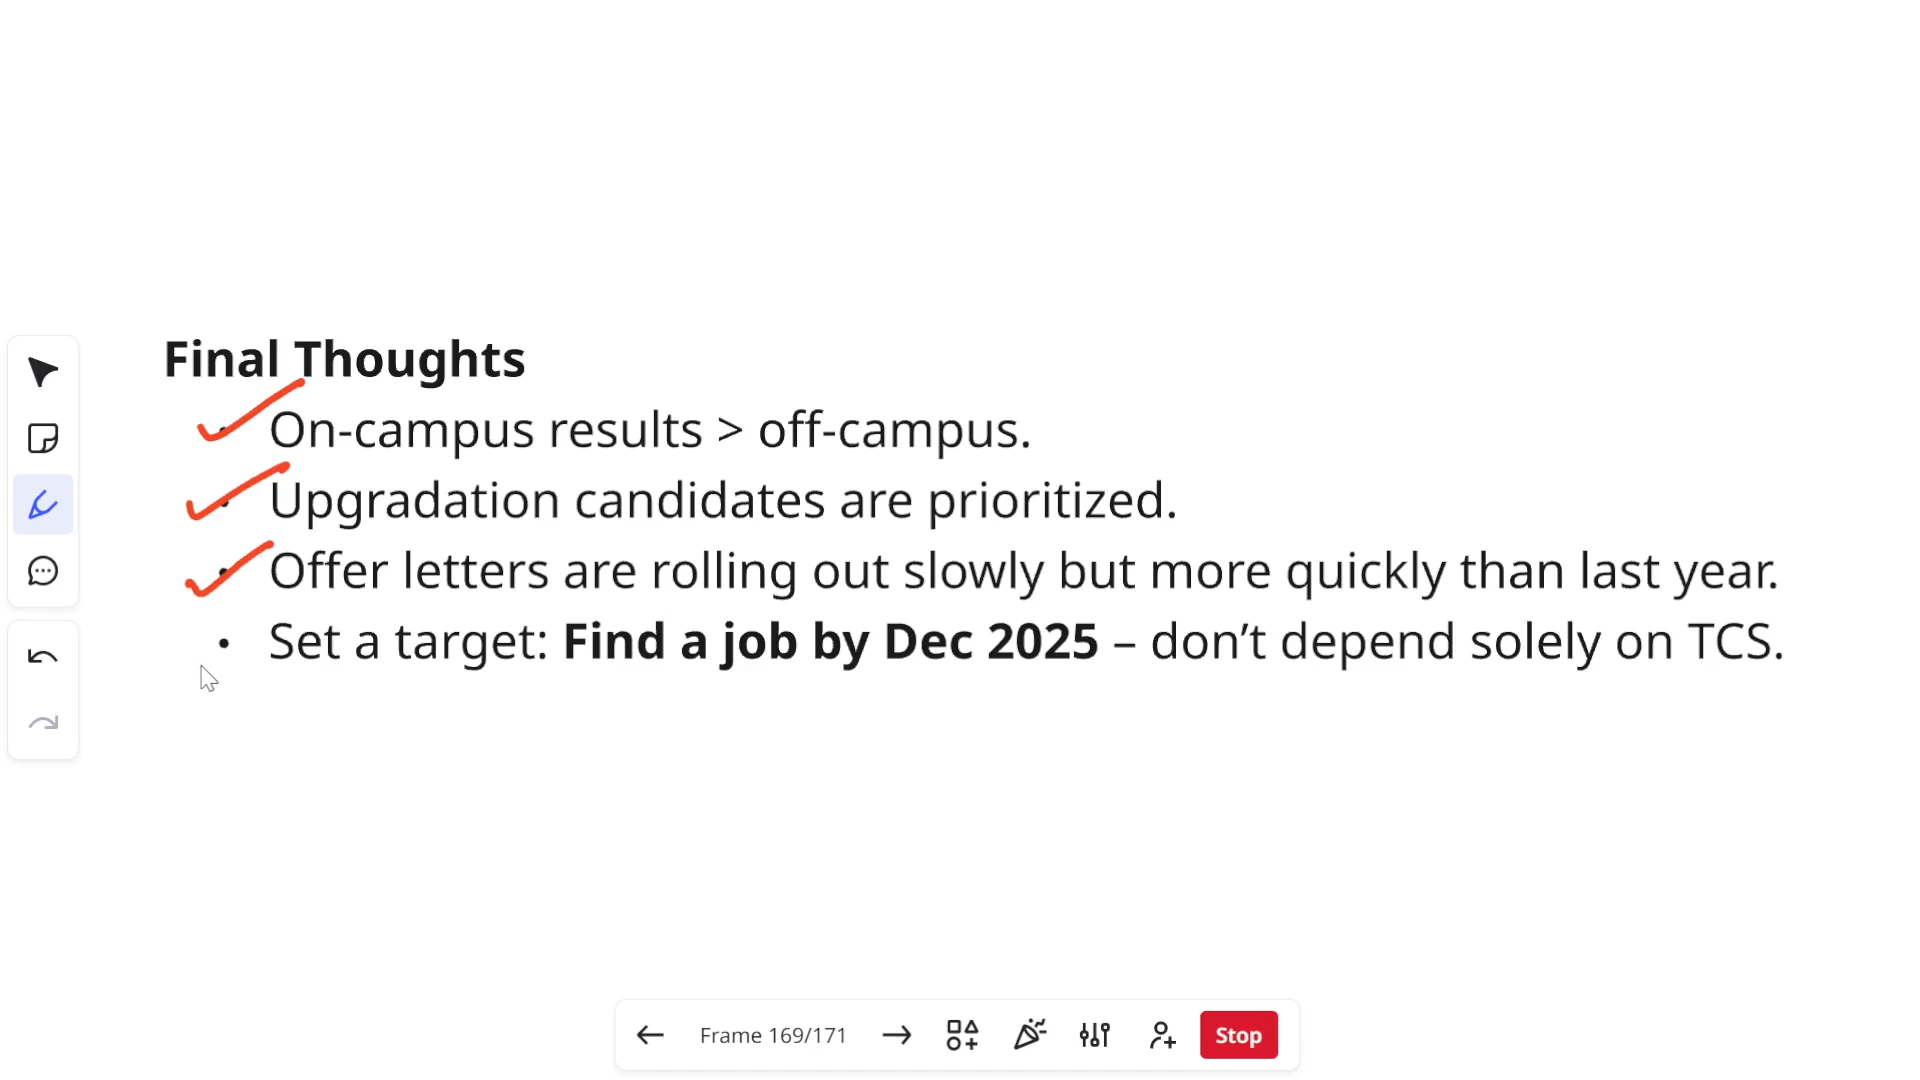 Final Thoughts
• On-campus results > off-campus.
• Upgradation candidates are prioritized.
• Offer letters are rolling out slowly but more quickly than last year.
• Set a target: Find a job by Dec 2025 – don’t depend solely on TCS.
Frame 169/171
Stop